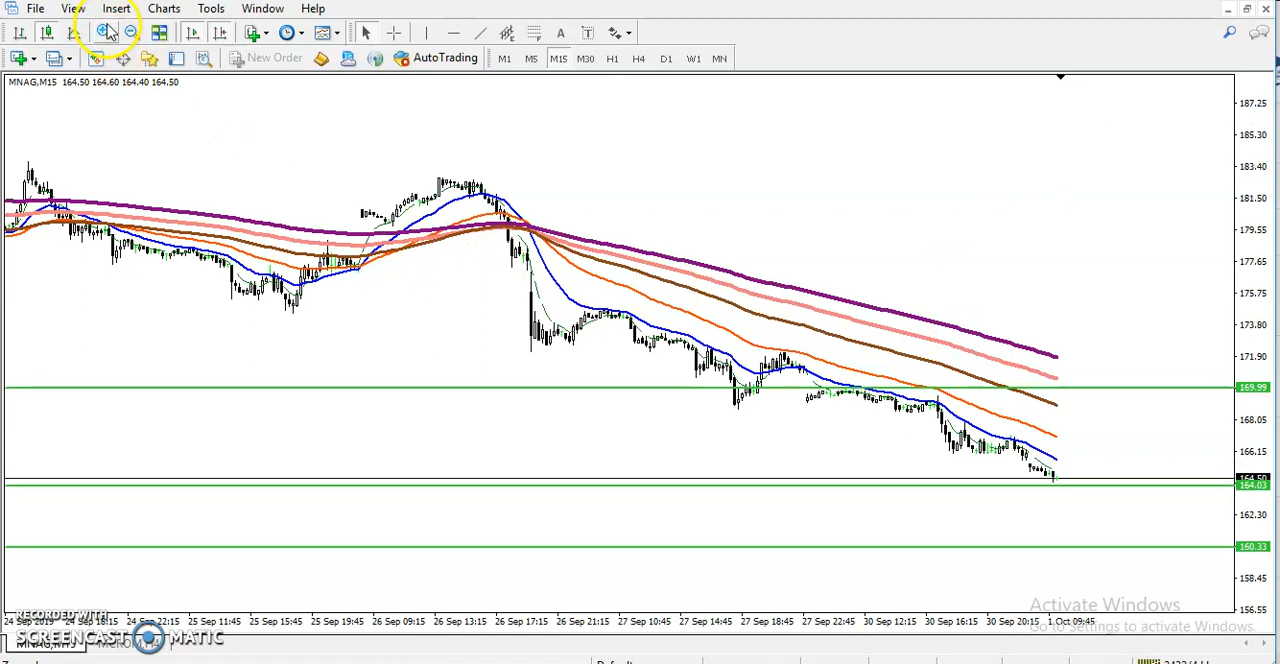 File View Insert Charts Tools Window Help
New Order AutoTrading M1 M5 M15 M30 H1 H4 D1 W1 MN
MNAG,M15 164.50 164.60 164.40 164.50
187.25
185.30
183.40
181.50
179.55
177.65
175.75
173.80
171.90
169.99
168.05
166.15
164.50
164.03
162.30
160.33
158.45
156.55
RECORDED WITH
Activate Windows
24 Sep 2019 24 Sep 18:15 24 Sep 22:15 25 Sep 16:45 25 Sep 19:45 26 Sep 09:15 26 Sep 13:15 26 Sep 17:15 26 Sep 21:15 27 Sep 10:45 27 Sep 14:45 27 Sep 18:45 27 Sep 22:45 30 Sep 12:15 30 Sep 16:15 30 Sep 20:15 1 Oct 09:45
Go to Settings to activate Windows.
SCREENCAST MATIC
MNAG,M15